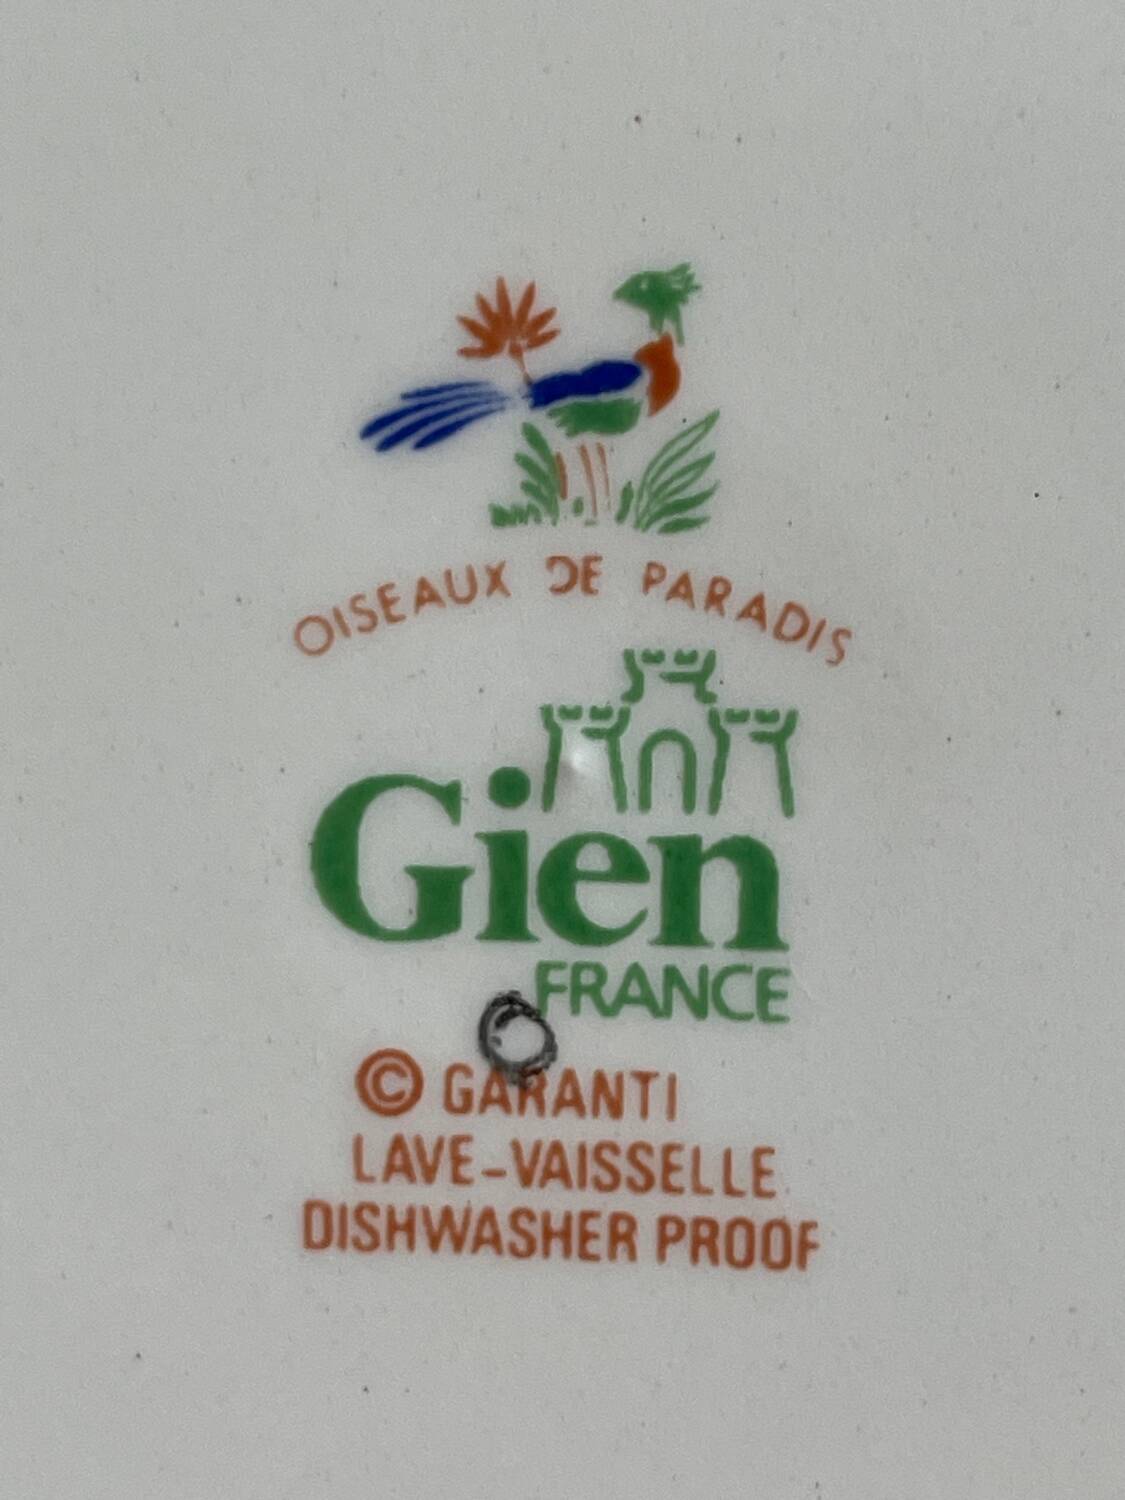 OISEAUX DE PARADIS
Gien
FRANCE
© GARANTI
LAVE-VAISSELLE
DISHWASHER PROOF